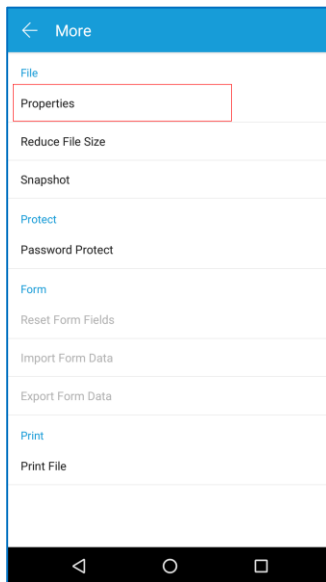 More
File
Properties
Reduce File Size
Snapshot
Protect
Password Protect
Form
Reset Form Fields
Import Form Data
Export Form Data
Print
Print File